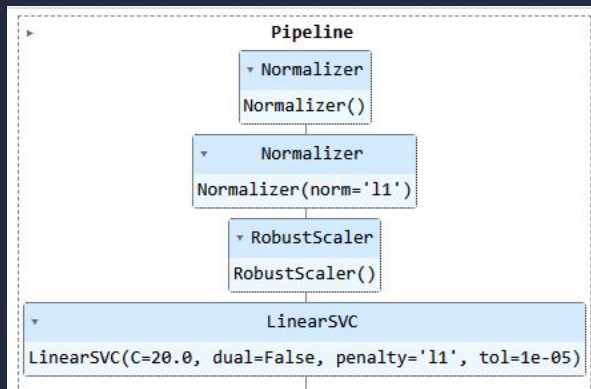 Pipeline
Normalizer
Normalizer()
Normalizer
Normalizer(norm='l1')
RobustScaler
RobustScaler()
LinearSVC
LinearSVC(C=20.0, dual=False, penalty='l1', tol=1e-05)